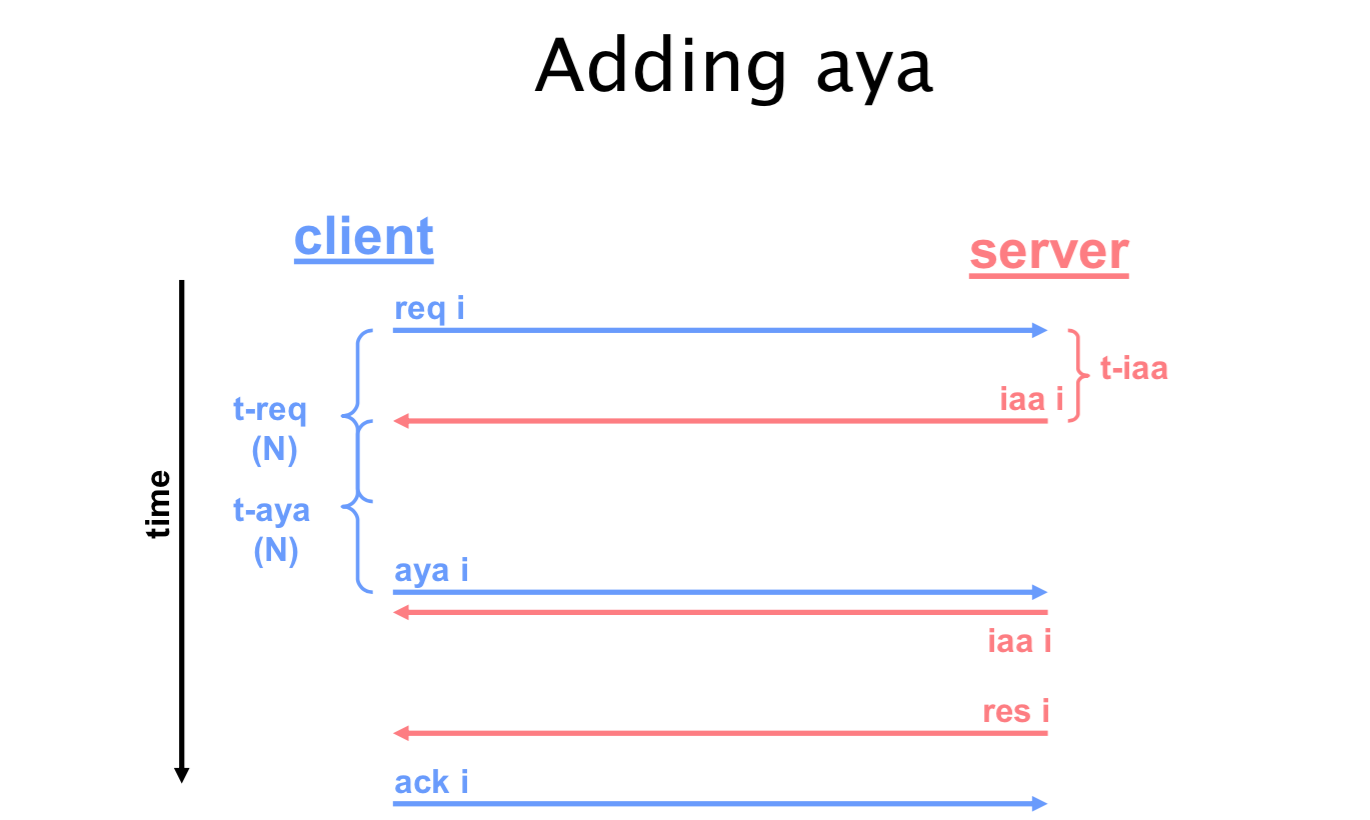 Adding aya
client
server
req i
t-iaa
iaa i
t-req
(N)
time
t-aya
(N)
aya i
iaa i
res i
ack i